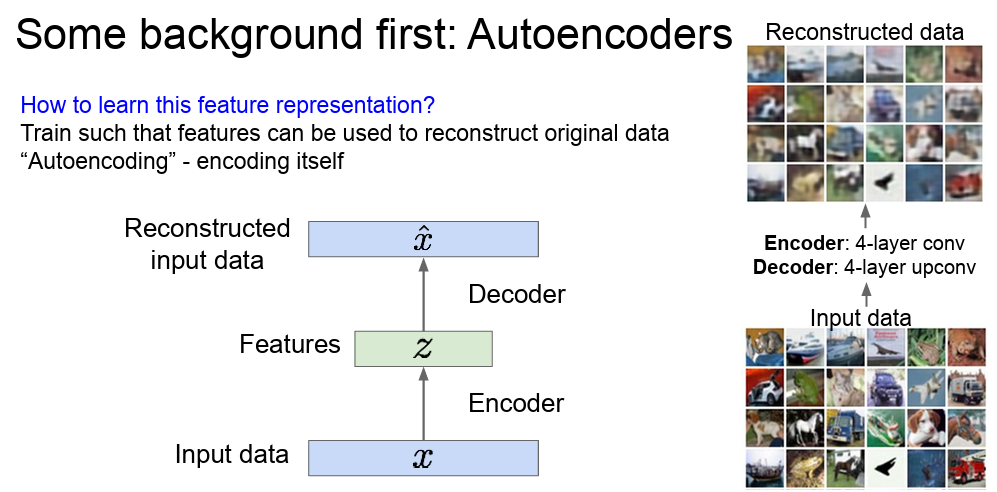 Some background first: Autoencoders
How to learn this feature representation?
Train such that features can be used to reconstruct original data
“Autoencoding” - encoding itself
Reconstructed
input data
x̂
Decoder
Features
z
Encoder
Input data
x
Reconstructed data
Encoder: 4-layer conv
Decoder: 4-layer upconv
Input data